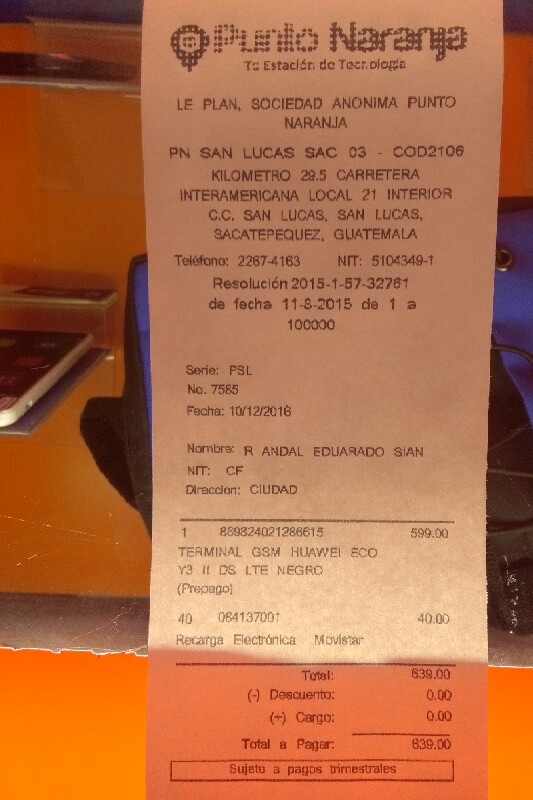 Punto Naranja
Tu Estación de Tecnología
LE PLAN, SOCIEDAD ANONIMA PUNTO
NARANJA
PN SAN LUCAS SAC 03 - COD2106
KILOMETRO 29.5 CARRETERA
INTERAMERICANA LOCAL 21 INTERIOR
C.C. SAN LUCAS, SAN LUCAS,
SACATEPEQUEZ, GUATEMALA
Teléfono: 2267-4163 NIT: 5104349-1
Resolución 2015-1-57-32761
de fecha 11-8-2015 de 1 a
100000
Serie: PSL
No. 7585
Fecha: 10/12/2016
Nombre: R ANDAL EDUARADO SIAN
NIT: CF
Direccion: CIUDAD
1 869824021286615 599.00
TERMINAL GSM HUAWEI ECO
Y3 II DS LTE NEGRO
(Prepago)
40 064137001 40.00
Recarga Electrónica Movistar
Total: 639.00
(-) Descuento: 0.00
(+) Cargo: 0.00
Total a Pagar: 639.00
Sujeto a pagos trimestrales